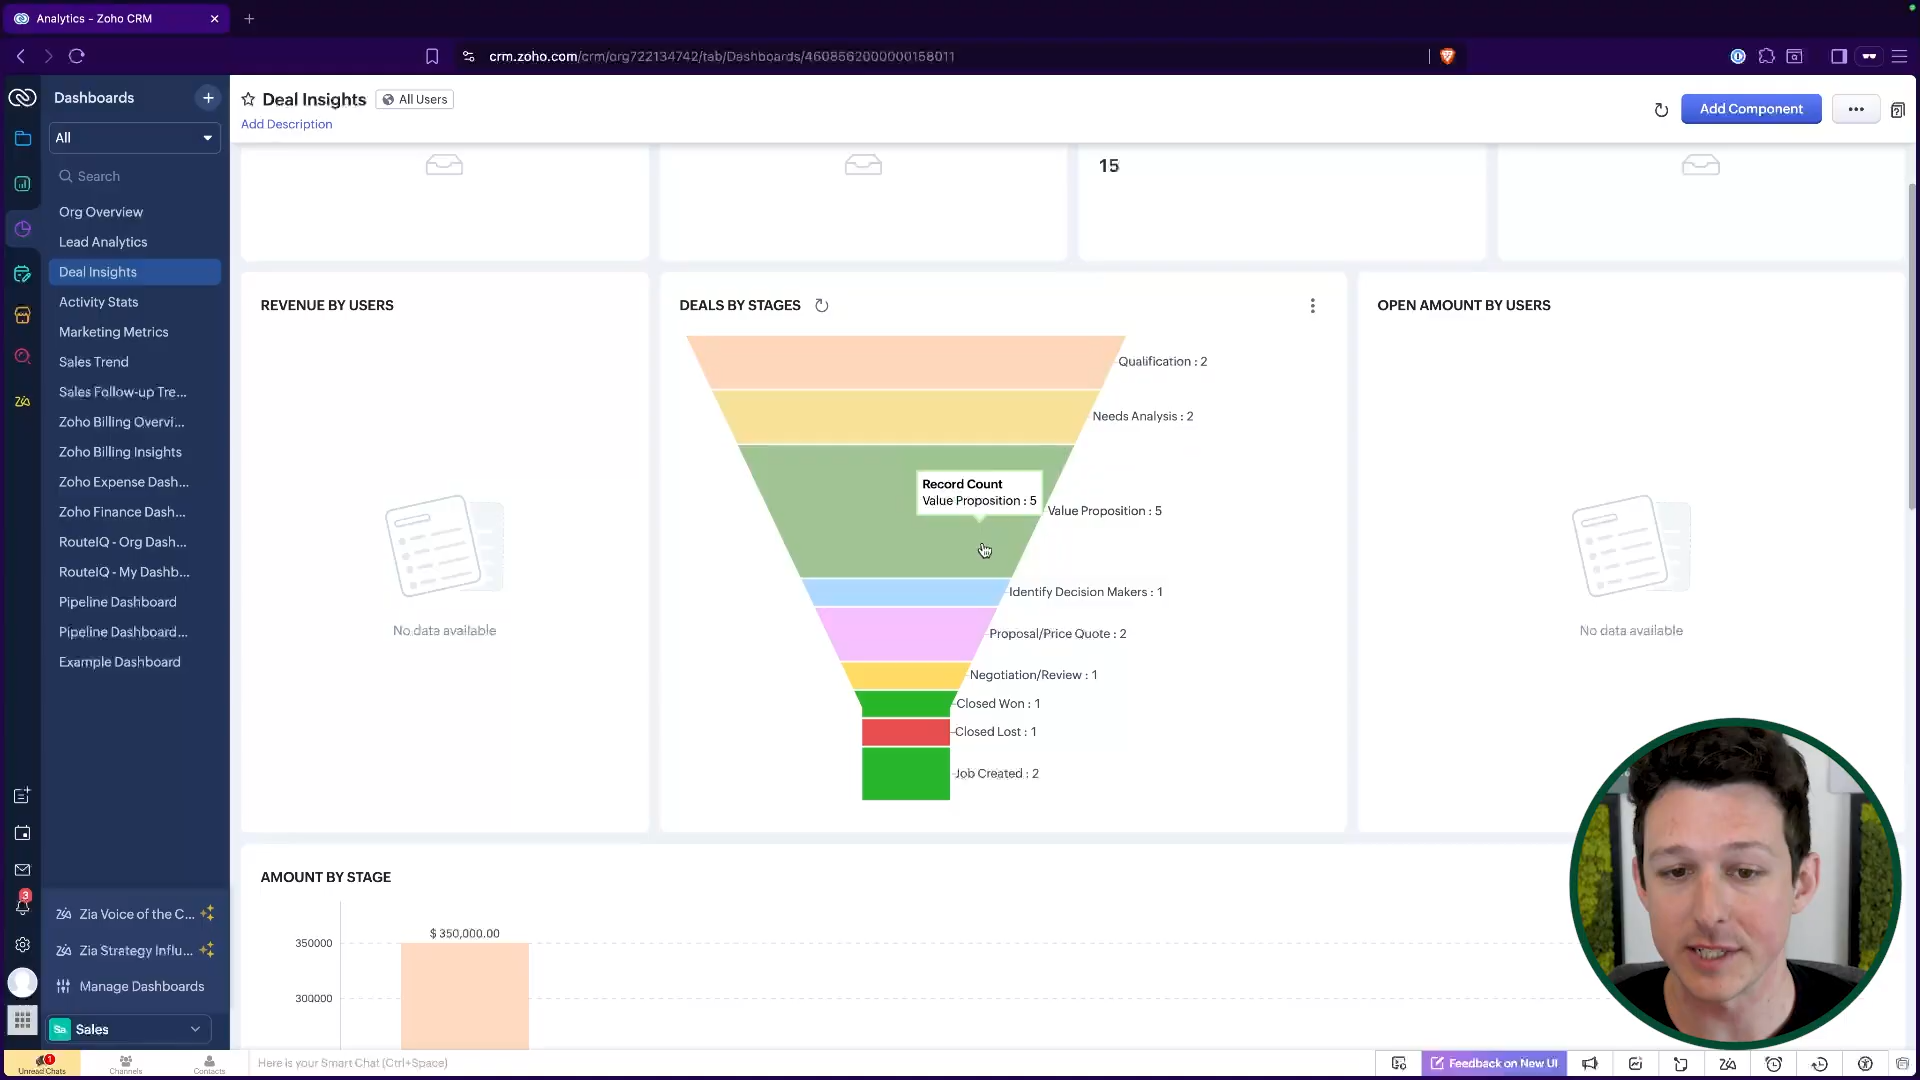 Analytics - Zoho CRM
crm.zoho.com/crm/org722134742/tab/Dashboards/4608562000000158011
Dashboards
All
Search
Org Overview
Lead Analytics
Deal Insights
Activity Stats
Marketing Metrics
Sales Trend
Sales Follow-up Tre...
Zoho Billing Overvi...
Zoho Billing Insights
Zoho Expense Dash...
Zoho Finance Dash...
RouteIQ - Org Dash...
RouteIQ - My Dashb...
Pipeline Dashboard
Pipeline Dashboard...
Example Dashboard
3
Zia Voice of the C...
Zia Strategy Influ...
Manage Dashboards
Sa Sales
Deal Insights All Users
Add Description
Add Component
15
REVENUE BY USERS
No data available
DEALS BY STAGES
Qualification : 2
Needs Analysis : 2
Record Count
Value Proposition : 5
Value Proposition : 5
Identify Decision Makers : 1
Proposal/Price Quote : 2
Negotiation/Review : 1
Closed Won : 1
Closed Lost : 1
Job Created : 2
OPEN AMOUNT BY USERS
No data available
AMOUNT BY STAGE
$ 350,000.00
350000
300000
1
Unread Chats
Channels
Contacts
Here is your Smart Chat (Ctrl+Space)
Feedback on New UI